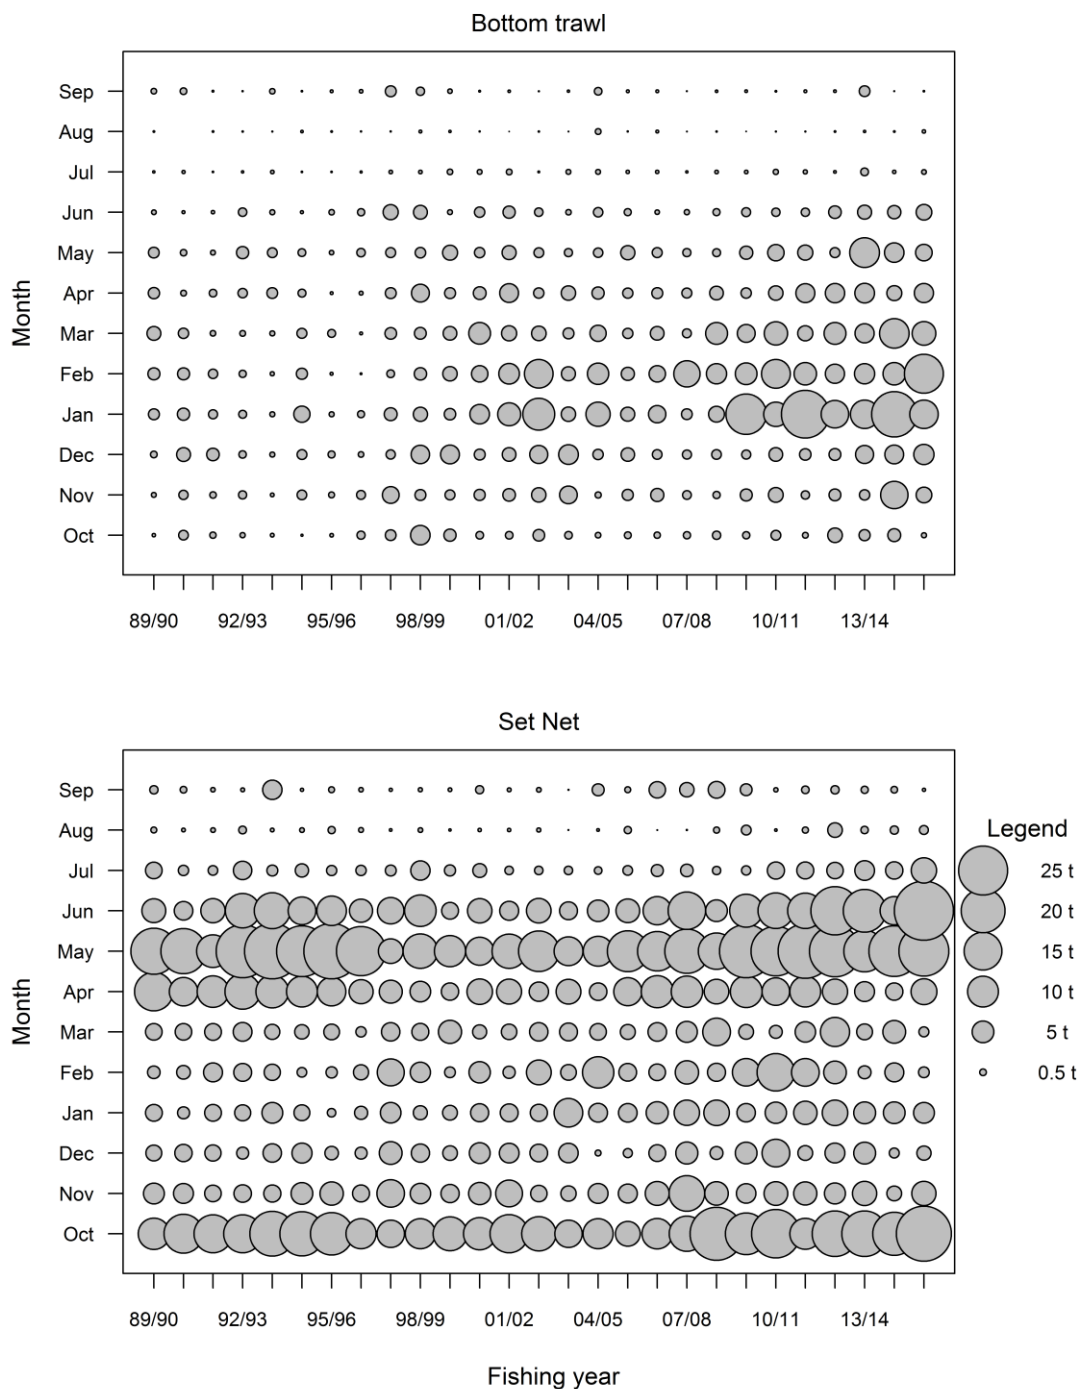 Bottom trawl
Sep
Aug
Jul
Jun
May
Apr
Mar
Feb
Jan
Dec
Nov
Oct
Month
89/90 92/93 95/96 98/99 01/02 04/05 07/08 10/11 13/14
Set Net
Sep
Aug
Jul
Jun
May
Apr
Mar
Feb
Jan
Dec
Nov
Oct
Month
Legend
25 t
20 t
15 t
10 t
5 t
0.5 t
89/90 92/93 95/96 98/99 01/02 04/05 07/08 10/11 13/14
Fishing year